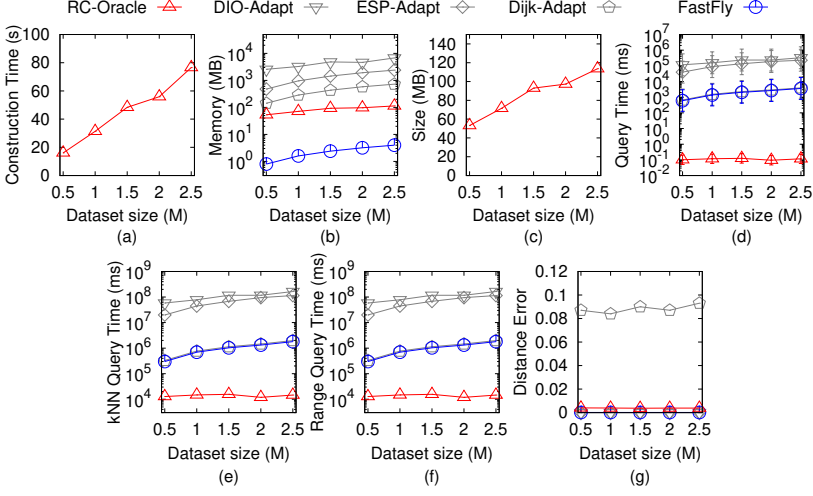 RC-Oracle DIO-Adapt ESP-Adapt Dijk-Adapt FastFly
Construction Time (s)
100
80
60
40
20
0
0.5 1 1.5 2 2.5
Dataset size (M)
(a)
Memory (MB)
10^4
10^3
10^2
10^1
10^0
0.5 1 1.5 2 2.5
Dataset size (M)
(b)
Size (MB)
140
120
100
80
60
40
20
0
0.5 1 1.5 2 2.5
Dataset size (M)
(c)
Query Time (ms)
10^7
10^6
10^5
10^4
10^3
10^2
10^1
10^0
10^-1
10^-2
0.5 1 1.5 2 2.5
Dataset size (M)
(d)
kNN Query Time (ms)
10^9
10^8
10^7
10^6
10^5
10^4
0.5 1 1.5 2 2.5
Dataset size (M)
(e)
Range Query Time (ms)
10^9
10^8
10^7
10^6
10^5
10^4
0.5 1 1.5 2 2.5
Dataset size (M)
(f)
Distance Error
0.12
0.1
0.08
0.06
0.04
0.02
0
0.5 1 1.5 2 2.5
Dataset size (M)
(g)